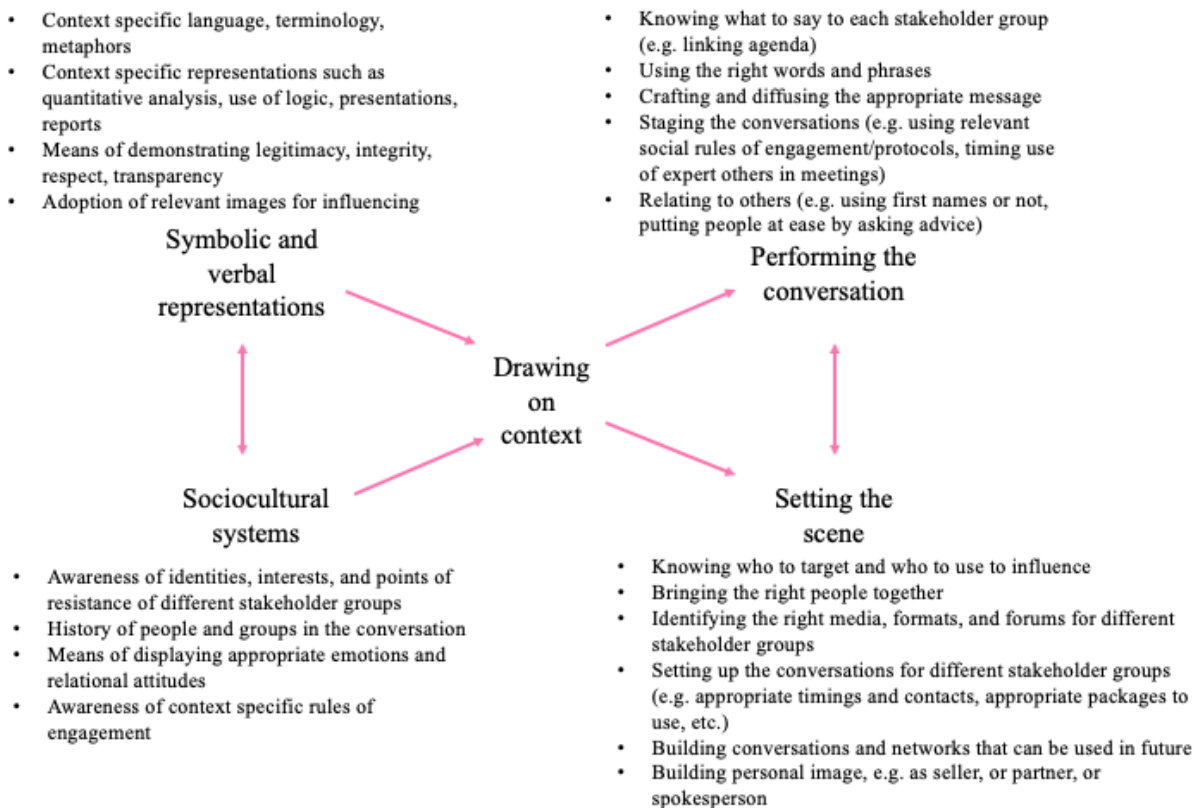 • Context specific language, terminology,
metaphors
• Context specific representations such as
quantitative analysis, use of logic, presentations,
reports
• Means of demonstrating legitimacy, integrity,
respect, transparency
• Adoption of relevant images for influencing
Symbolic and
verbal
representations
• Knowing what to say to each stakeholder group
(e.g. linking agenda)
• Using the right words and phrases
• Crafting and diffusing the appropriate message
• Staging the conversations (e.g. using relevant
social rules of engagement/protocols, timing use
of expert others in meetings)
• Relating to others (e.g. using first names or not,
putting people at ease by asking advice)
Performing the
conversation
Drawing
on
context
Sociocultural
systems
• Awareness of identities, interests, and points of
resistance of different stakeholder groups
• History of people and groups in the conversation
• Means of displaying appropriate emotions and
relational attitudes
• Awareness of context specific rules of
engagement
Setting the
scene
• Knowing who to target and who to use to influence
• Bringing the right people together
• Identifying the right media, formats, and forums for different
stakeholder groups
• Setting up the conversations for different stakeholder groups
(e.g. appropriate timings and contacts, appropriate packages to
use, etc.)
• Building conversations and networks that can be used in future
• Building personal image, e.g. as seller, or partner, or
spokesperson